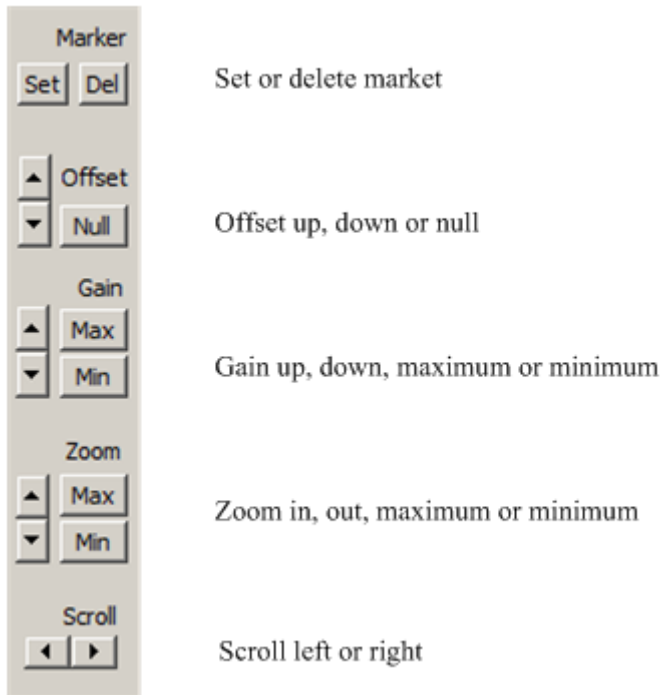 Marker
Set Del Set or delete market
Offset
Null Offset up, down or null
Gain
Max
Min Gain up, down, maximum or minimum
Zoom
Max Zoom in, out, maximum or minimum
Min
Scroll
Scroll left or right